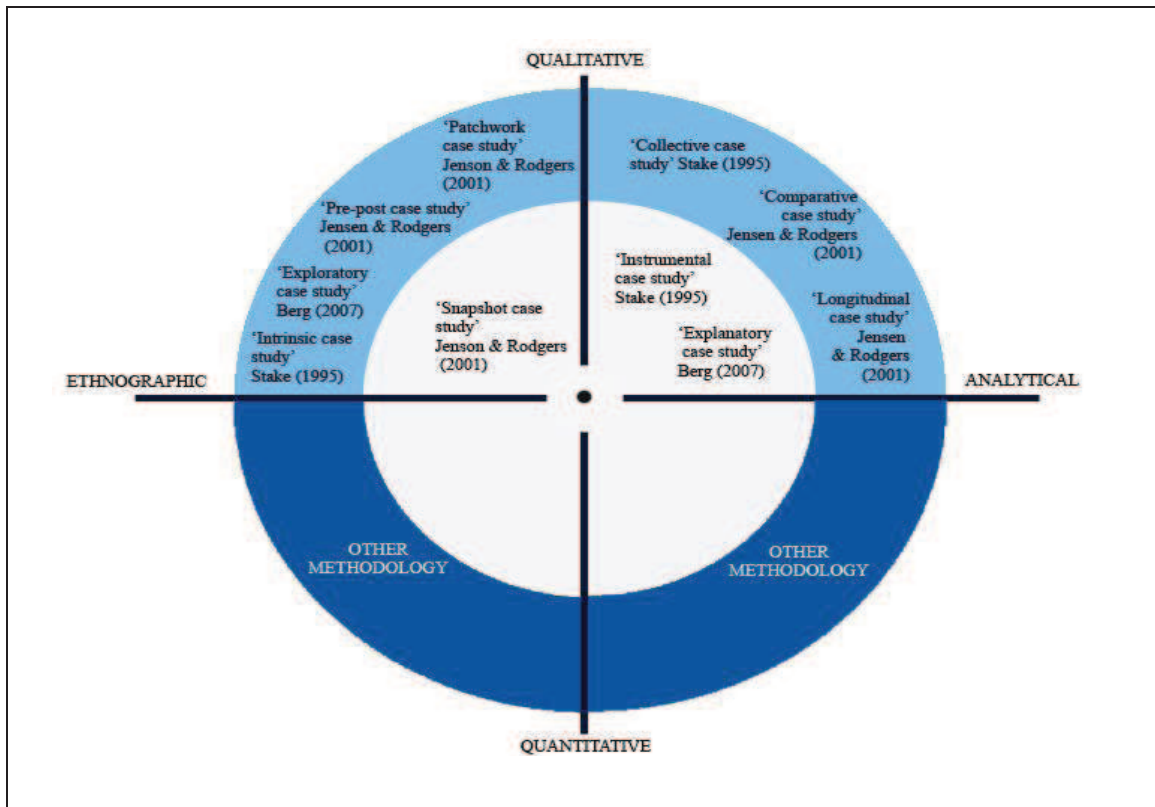 QUALITATIVE
‘Patchwork
case study’
Jenson & Rodgers
(2001)
‘Collective case
study’ Stake (1995)
‘Pre-post case study’
Jensen & Rodgers
(2001)
‘Comparative
case study’
Jensen & Rodgers
(2001)
‘Exploratory
case study’
Berg (2007)
‘Instrumental
case study’
Stake (1995)
‘Snapshot case
study’
Jenson & Rodgers
(2001)
‘Explanatory
case study’
Berg (2007)
‘Longitudinal
case study’
Jensen
& Rodgers
(2001)
‘Intrinsic case
study’
Stake (1995)
ETHNOGRAPHIC
ANALYTICAL
OTHER
METHODOLOGY
OTHER
METHODOLOGY
QUANTITATIVE